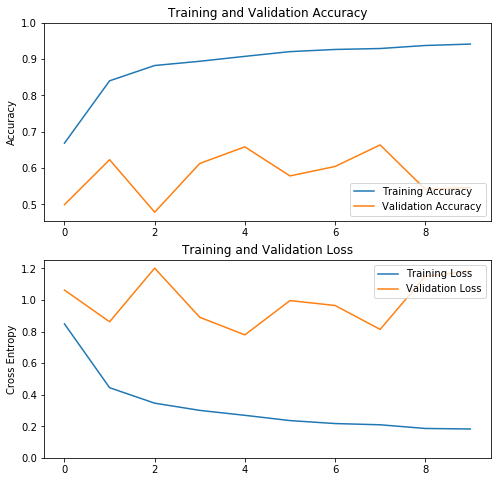 Training and Validation Accuracy
1.0
0.9
0.8
0.7
0.6
0.5
Accuracy
Training Accuracy
Validation Accuracy
0 2 4 6 8
Training and Validation Loss
1.2
1.0
0.8
0.6
0.4
0.2
0.0
Cross Entropy
Training Loss
Validation Loss
0 2 4 6 8